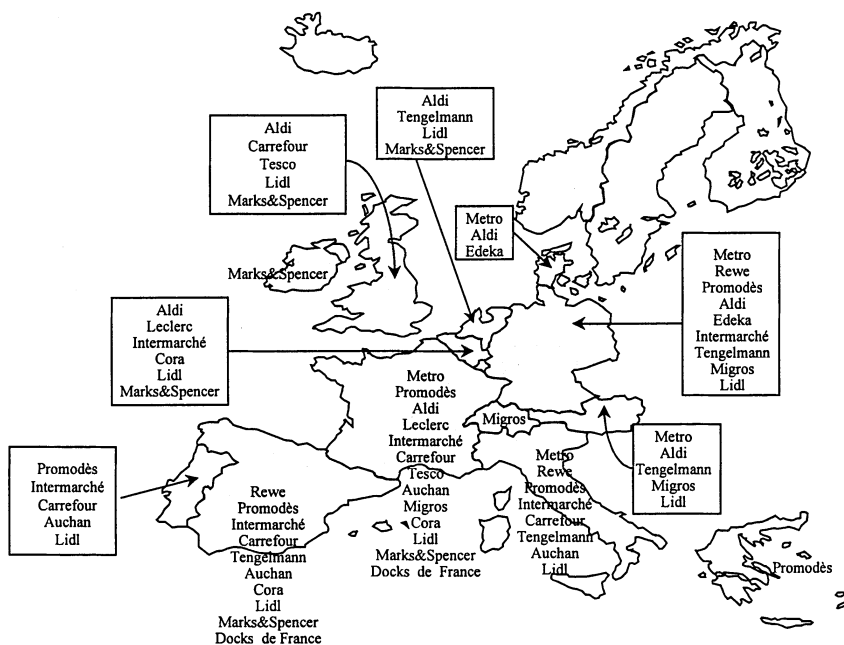 Aldi
Tengelmann
Lidl
Marks&Spencer
Aldi
Carrefour
Tesco
Lidl
Marks&Spencer
Metro
Aldi
Edeka
Marks&Spencer
Metro
Rewe
Promodès
Aldi
Edeka
Intermarché
Tengelmann
Migros
Lidl
Aldi
Leclerc
Intermarché
Cora
Lidl
Marks&Spencer
Metro
Promodès
Aldi
Leclerc
Intermarché
Carrefour
Tesco
Auchan
Migros
Cora
Lidl
Marks&Spencer
Docks de France
Migros
Metro
Aldi
Tengelmann
Migros
Lidl
Metro
Rewe
Promodès
Intermarché
Carrefour
Tengelmann
Auchan
Lidl
Promodès
Intermarché
Carrefour
Auchan
Lidl
Rewe
Promodès
Intermarché
Carrefour
Tengelmann
Auchan
Cora
Lidl
Marks&Spencer
Docks de France
Promodès